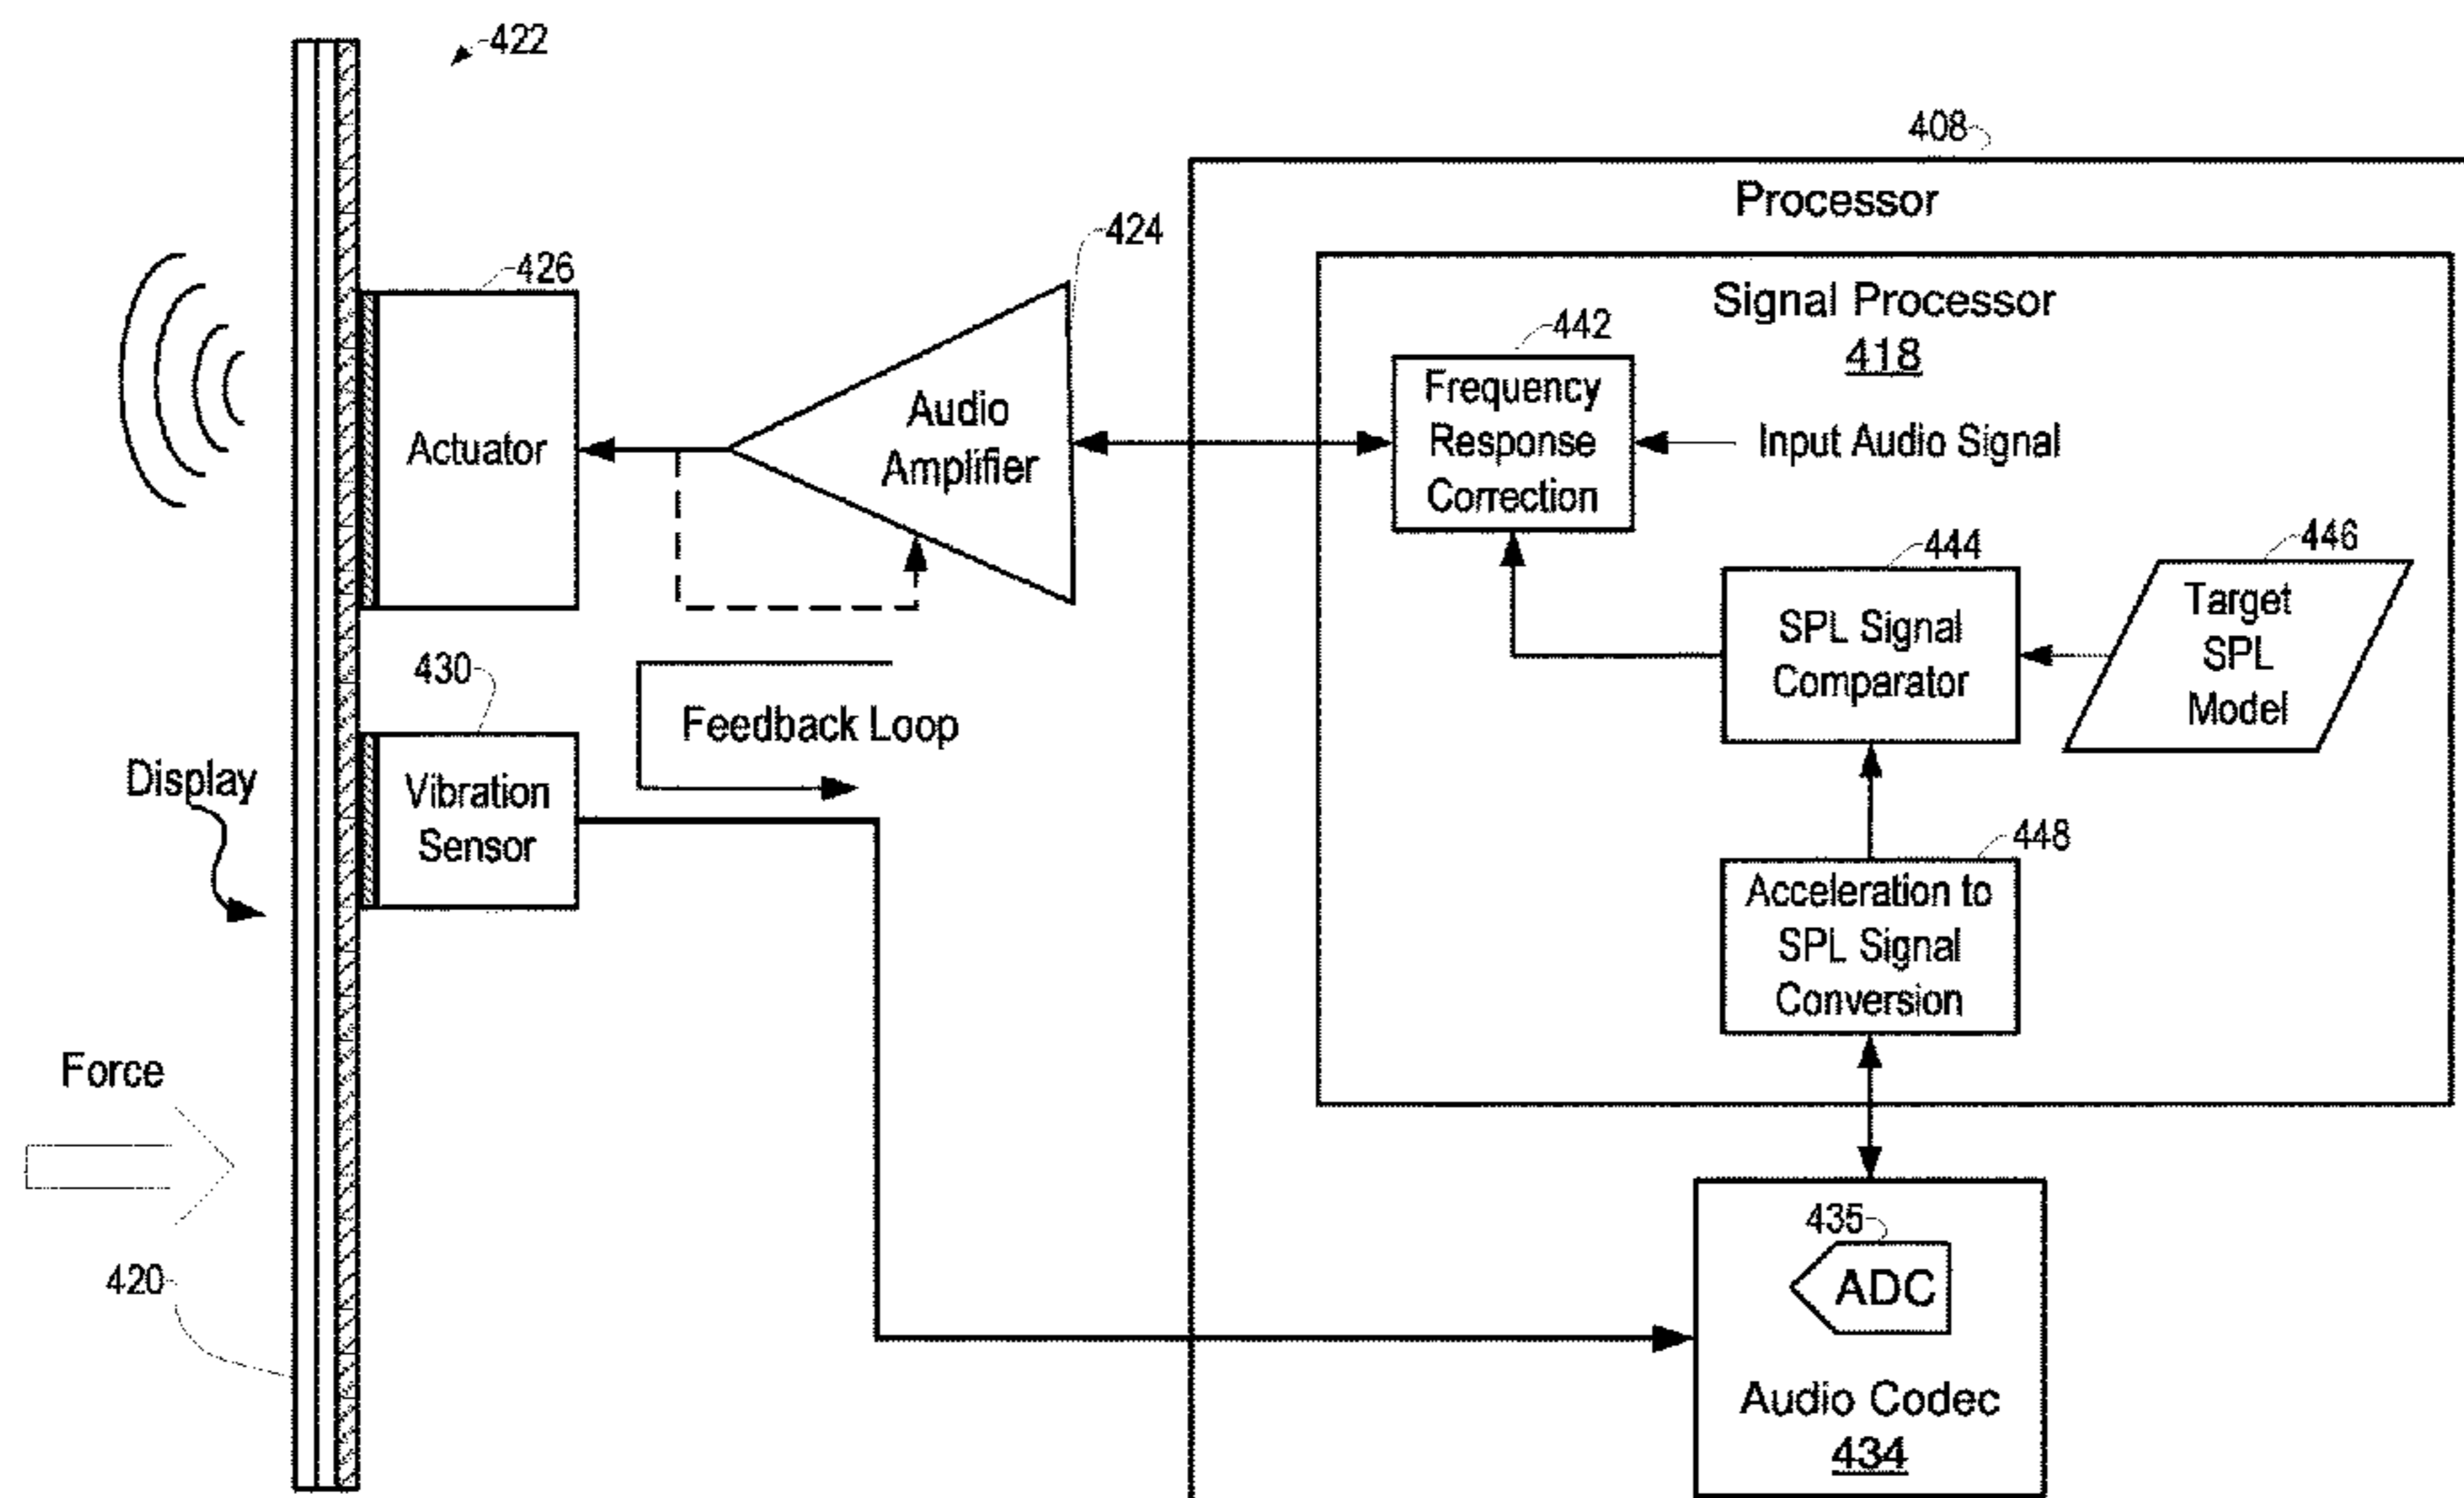 422
408
Processor
424
426
Signal Processor
418
442
Frequency
Response
Correction
Input Audio Signal
Audio
Amplifier
Actuator
444
446
SPL Signal
Comparator
Target
SPL
Model
430
Feedback Loop
Display
Vibration
Sensor
448
Acceleration to
SPL Signal
Conversion
Force
435
ADC
420
Audio Codec
434